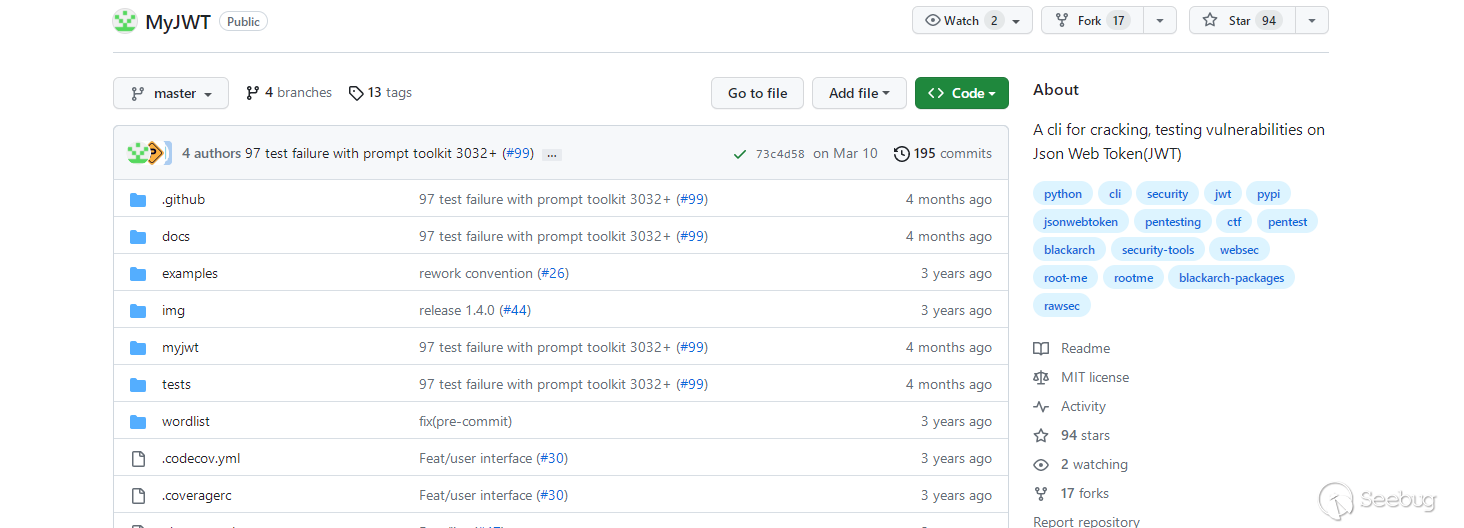 MyJWT Public Watch 2 Fork 17 Star 94
master 4 branches 13 tags Go to file Add file Code
4 authors 97 test failure with prompt toolkit 3032+ (#99) ... 73c4d58 on Mar 10 195 commits
.github 97 test failure with prompt toolkit 3032+ (#99) 4 months ago
docs 97 test failure with prompt toolkit 3032+ (#99) 4 months ago
examples rework convention (#26) 3 years ago
img release 1.4.0 (#44) 3 years ago
myjwt 97 test failure with prompt toolkit 3032+ (#99) 4 months ago
tests 97 test failure with prompt toolkit 3032+ (#99) 4 months ago
wordlist fix(pre-commit) 3 years ago
.codecov.yml Feat/user interface (#30) 3 years ago
.coveragerc Feat/user interface (#30) 3 years ago
About
A cli for cracking, testing vulnerabilities on
Json Web Token(JWT)
python cli security jwt pypi
jsonwebtoken pentesting ctf pentest
blackarch security-tools websec
root-me rootme blackarch-packages
rawsec
Readme
MIT license
Activity
94 stars
2 watching
17 forks
Report repository
Seebug